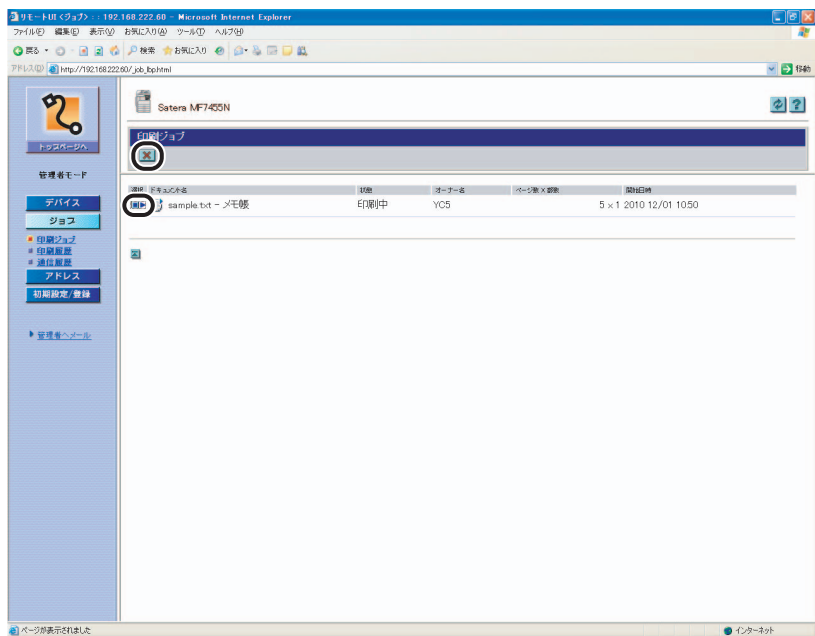 リモートUI <ジョブ> : : 192.168.222.60 - Microsoft Internet Explorer
ファイル(F) 編集(E) 表示(V) お気に入り(A) ツール(T) ヘルプ(H)
戻る 検索 お気に入り
アドレス(D) http://192.168.222.60/_job_lbp.html 移動
Satera MF7455N
トップページへ
印刷ジョブ
管理者モード
選択 ドキュメント名 状態 オーナー名 ページ数 × 部数 開始日時
デバイス
sample.txt - メモ帳 印刷中 YC5 5 × 1 2010 12/01 10:50
ジョブ
印刷ジョブ
印刷履歴
通信履歴
アドレス
初期設定/登録
管理者へメール
ページが表示されました インターネット